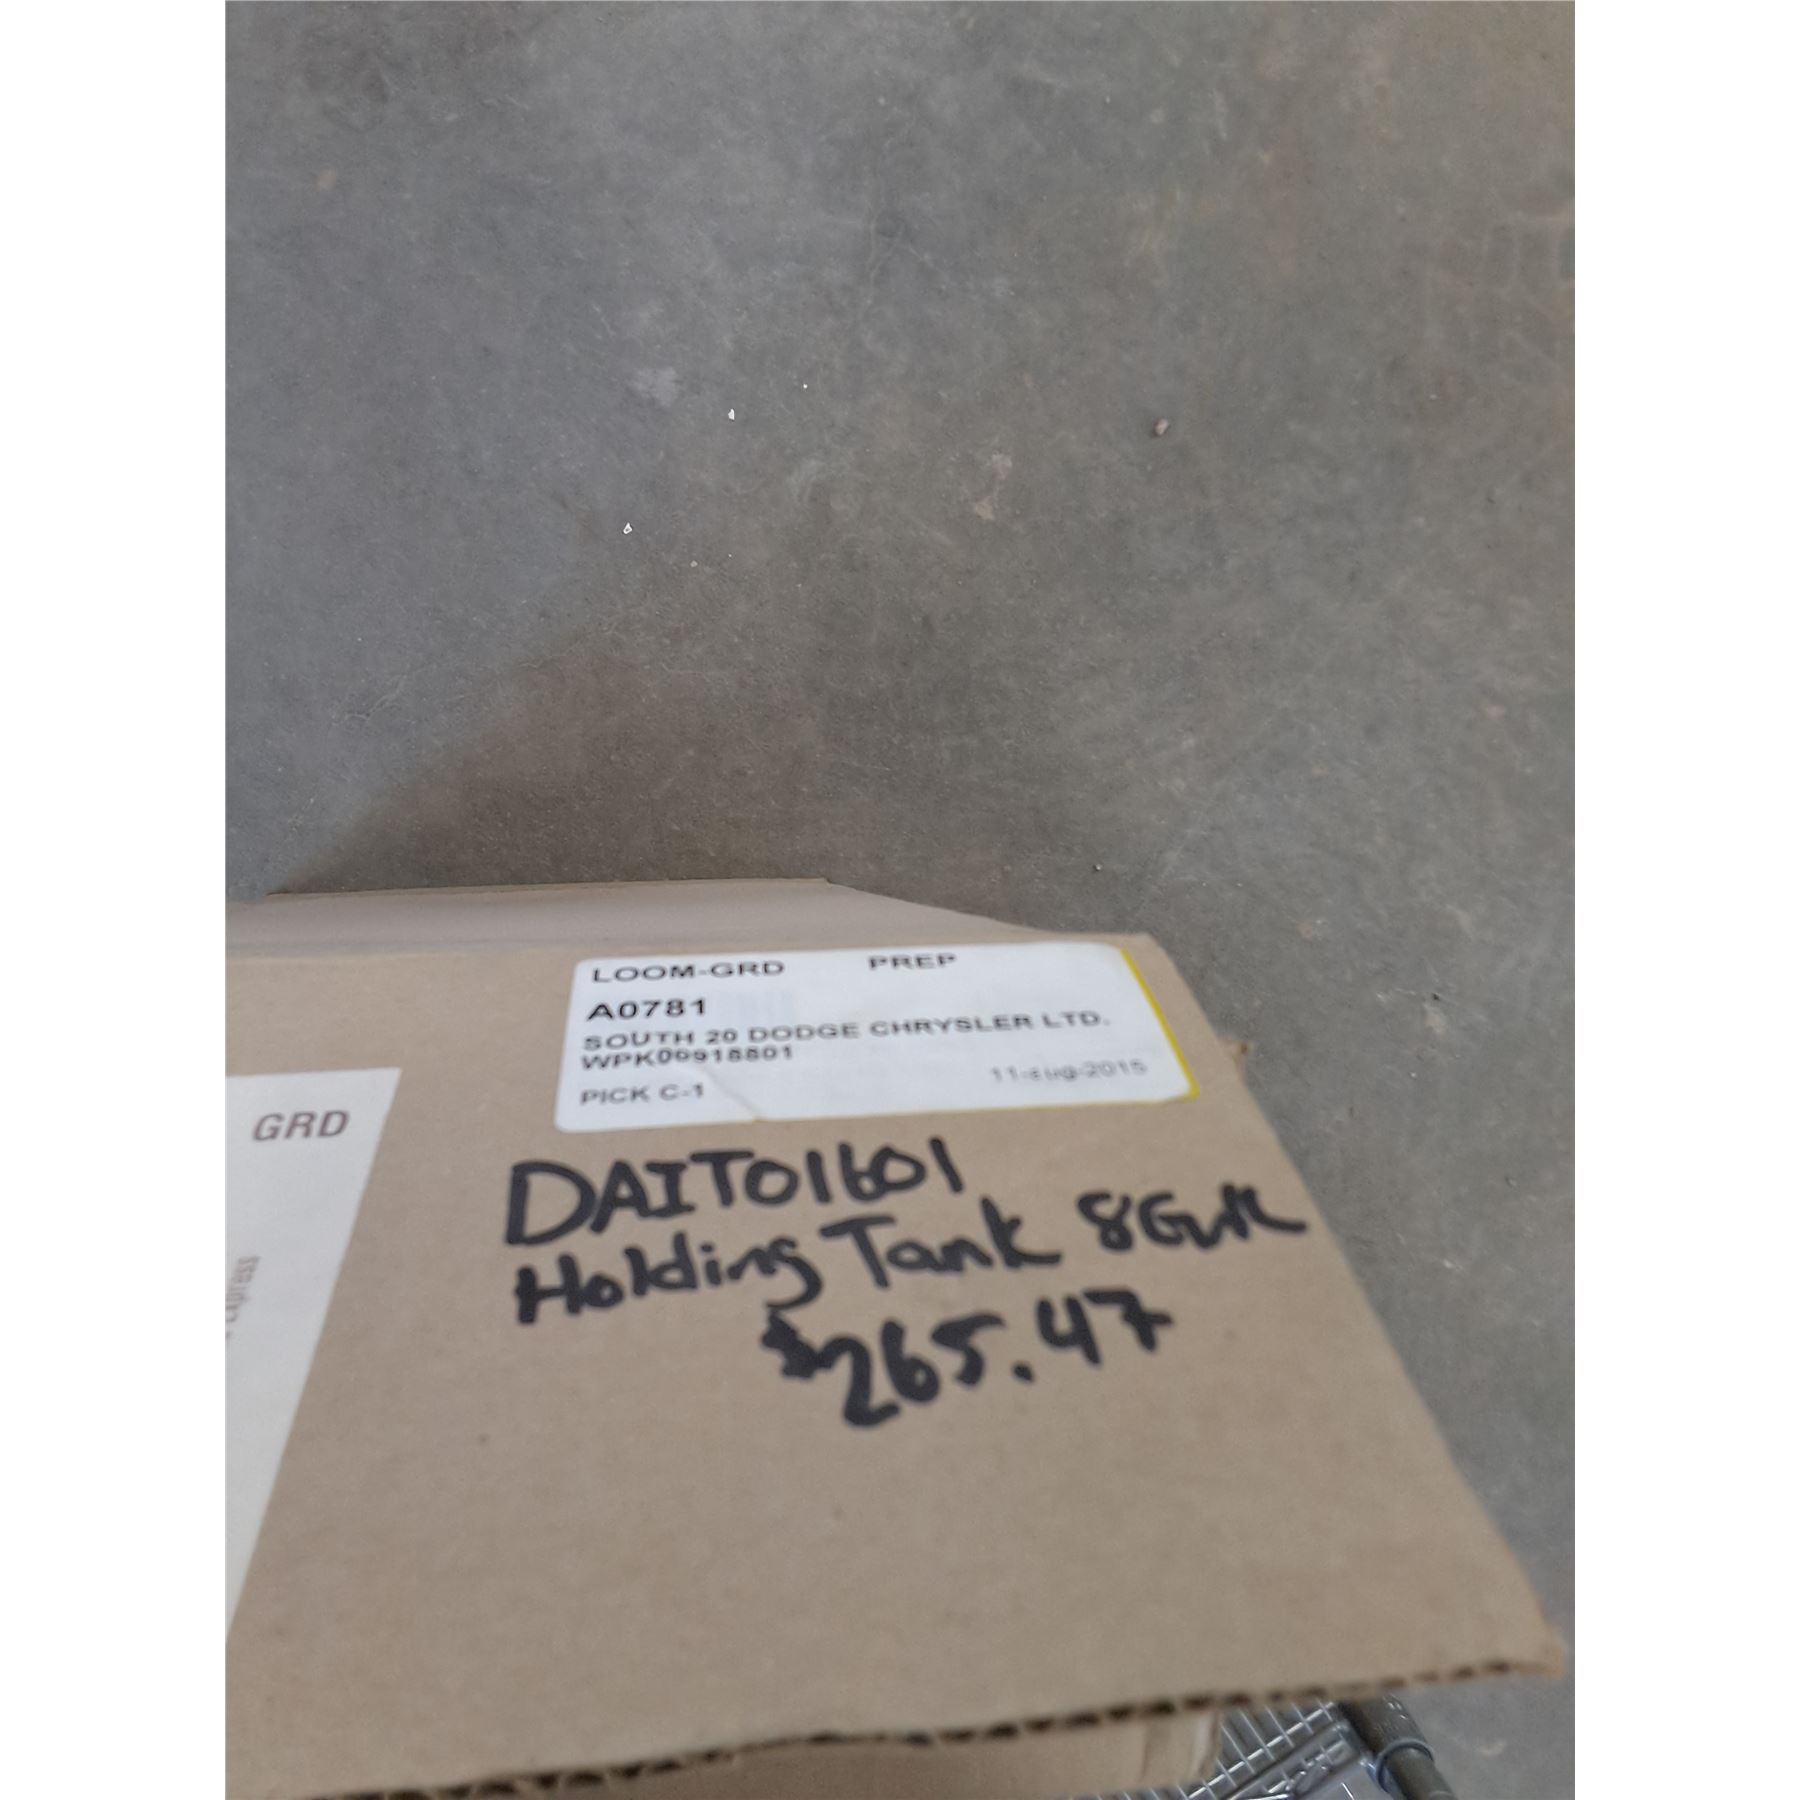 LOOM-GRD PREP
A0781
SOUTH 20 DODGE CHRYSLER LTD.
WPK00918801
PICK C-1 11-aug-2015
GRD
DAIT01601
Holding Tank
$265.47